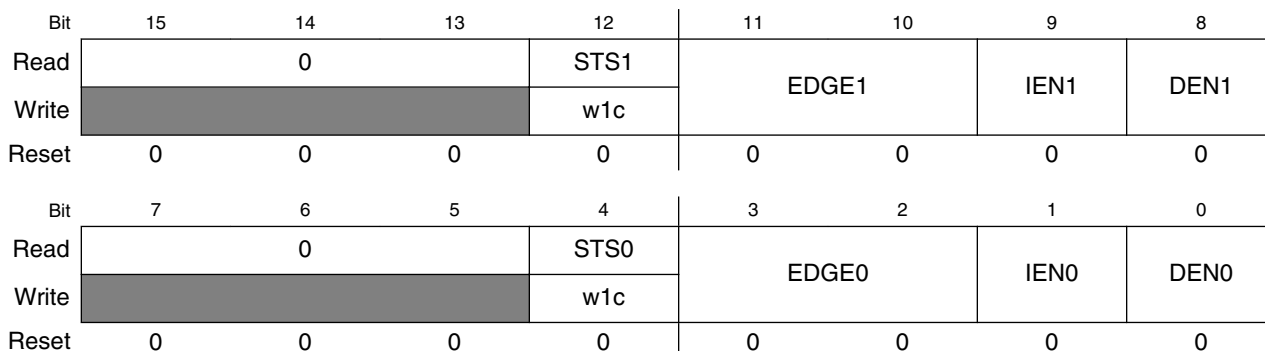 Bit 15 14 13 12 11 10 9 8
Read 0 STS1 EDGE1 IEN1 DEN1
Write w1c
Reset 0 0 0 0 0 0 0 0
Bit 7 6 5 4 3 2 1 0
Read 0 STS0 EDGE0 IEN0 DEN0
Write w1c
Reset 0 0 0 0 0 0 0 0